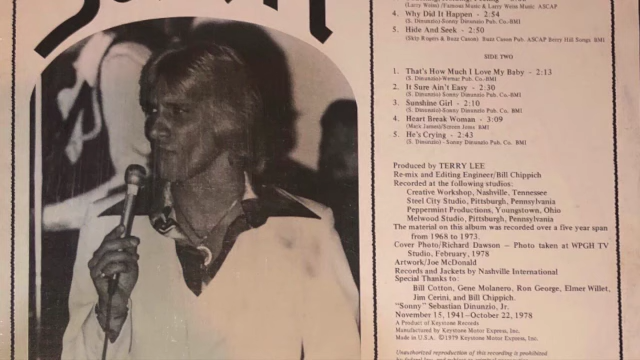 (Larry Weiss) /Famous Music & Larry Weiss Music ASCAP
4. Why Did It Happen - 2:54
(S. Dinunzio - Sonny Dinunzio Pub. Co.-BMI
5. Hide And Seek - 2:50
(Skip Rogers & Buzz Cason) Buzz Cason Pub. ASCAP Berry Hill Songs BMI
SIDE TWO
1. That's How Much I Love My Baby - 2:13
(S. Dinunzio)-Wemar Pub. Co.-BMI
2. It Sure Ain't Easy - 2:30
(S. Dinunzio)-Sonny Dinunzio Pub. Co.-BMI
3. Sunshine Girl - 2:10
(S. Dinunzio)-Sonny Dinunzio Pub. Co.-BMI
4. Heart Break Woman - 3:09
(Mark James)/Screen Jems BMI
5. He's Crying - 2:43
(S. Dinunzio) - Sonny Dinunzio Pub. Co. BMI
Produced by TERRY LEE
Re-mix and Editing Engineer/Bill Chippich
Recorded at the following studios:
Creative Workshop, Nashville, Tennessee
Steel City Studio, Pittsburgh, Pennsylvania
Peppermint Productions, Youngstown, Ohio
Melwood Studio, Pittsburgh, Pennsylvania
The material on this album was recorded over a five year span
from 1968 to 1973.
Cover Photo/Richard Dawson — Photo taken at WPGH TV
Studio, February, 1978
Artwork/Joe McDonald
Records and Jackets by Nashville International
Special Thanks to:
Bill Cotton, Gene Molanero, Ron George, Elmer Willet,
Jim Cerini, and Bill Chippich.
"Sonny" Sebastian Dinunzio, Jr.
November 15, 1941—October 22, 1978
A Product of Keystone Records
Manufactured by Keystone Motor Express, Inc.
Made in U.S.A. ©1979 Keystone Motor Express, Inc.
Unauthorized reproduction of this recording is prohibited